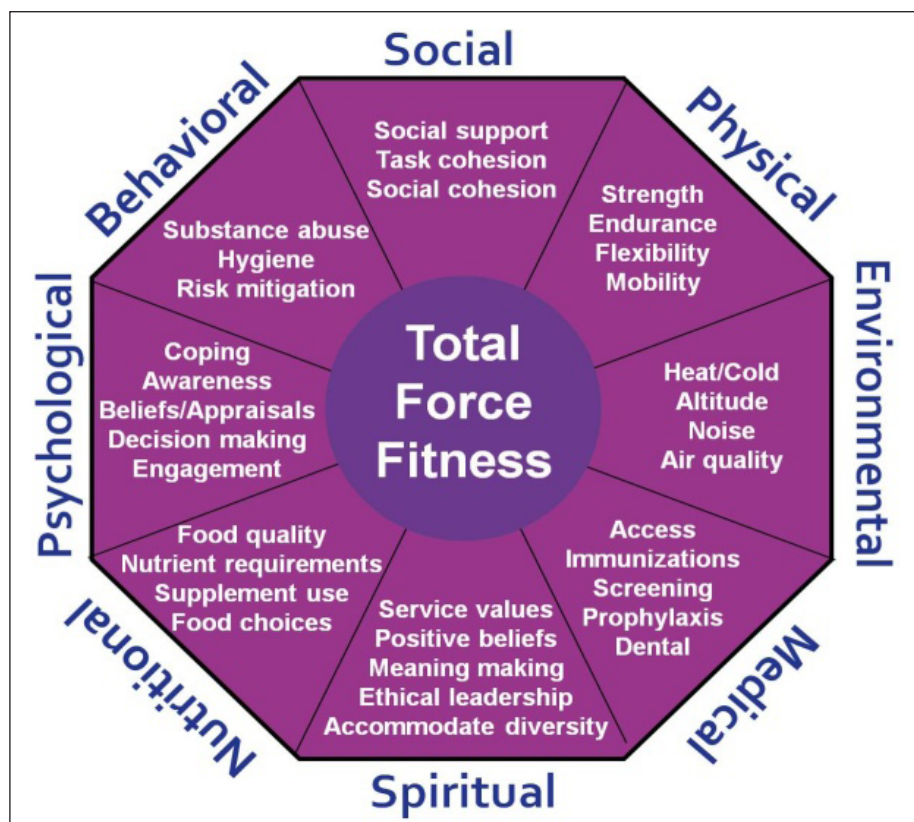 Social
Social support
Task cohesion
Social cohesion
Physical
Strength
Endurance
Flexibility
Mobility
Environmental
Heat/Cold
Altitude
Noise
Air quality
Medical
Access
Immunizations
Screening
Prophylaxis
Dental
Spiritual
Service values
Positive beliefs
Meaning making
Ethical leadership
Accommodate diversity
Nutritional
Food quality
Nutrient requirements
Supplement use
Food choices
Psychological
Coping
Awareness
Beliefs/Appraisals
Decision making
Engagement
Behavioral
Substance abuse
Hygiene
Risk mitigation
Total
Force
Fitness